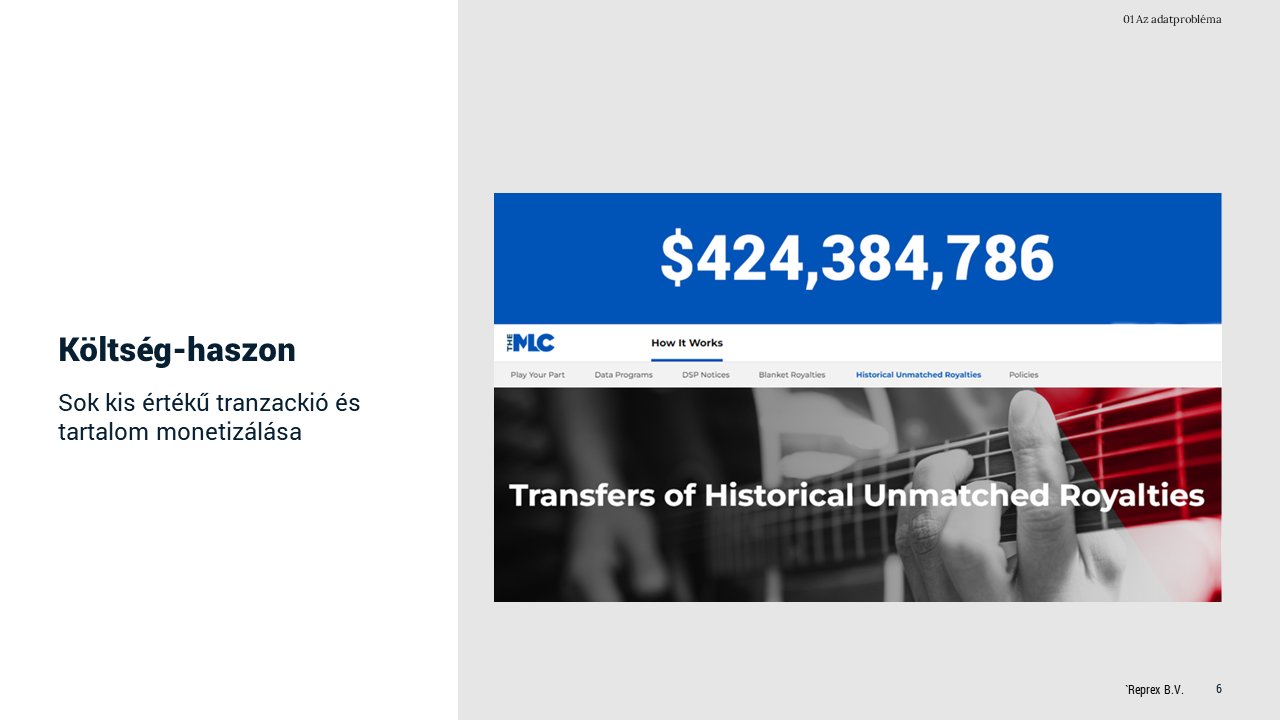 01 Az adatprobléma
Költség-haszon
Sok kis értékű tranzackió és
tartalom monetizálása
$424,384,786
THE MLC
How It Works
Play Your Part
Data Programs
DSP Notices
Blanket Royalties
Historical Unmatched Royalties
Policies
Transfers of Historical Unmatched Royalties
`Reprex B.V.
6